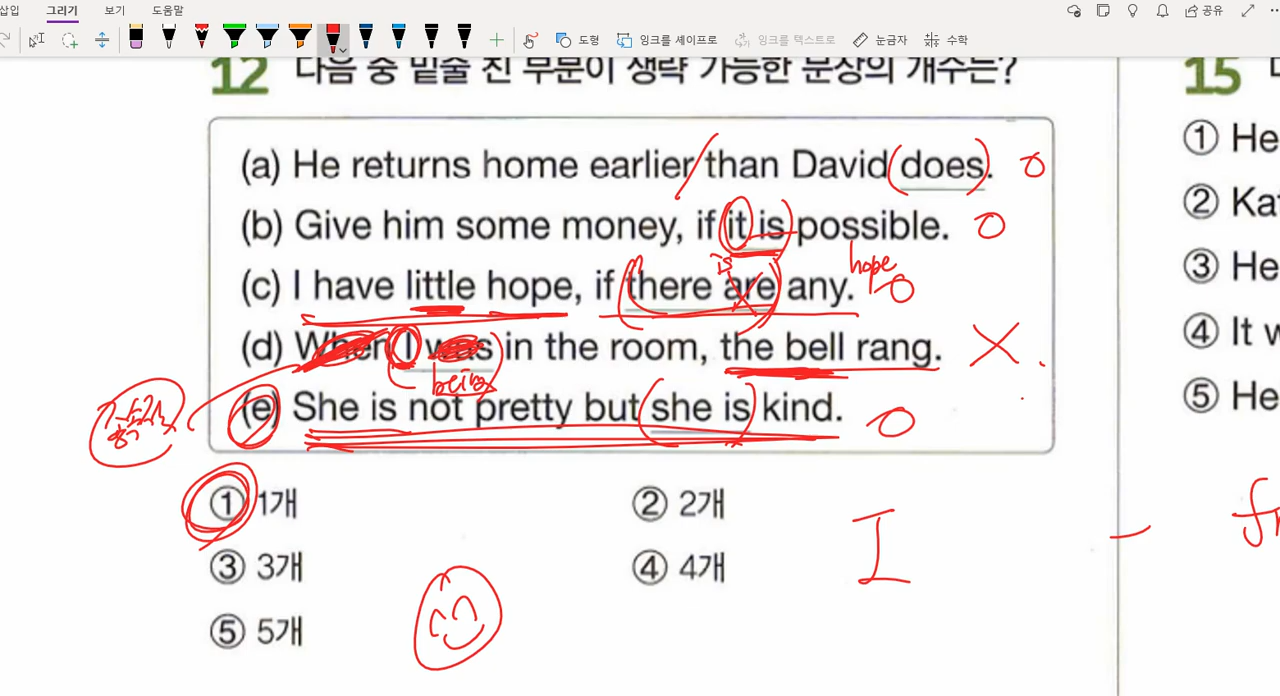 삽입 그리기 보기 도움말 공유
도형 잉크를 셰이프로 잉크를 텍스트로 눈금자 수학
12 다음 중 밑줄 친 부분이 생략 가능한 문장의 개수는?
(a) He returns home earlier than David does.
(b) Give him some money, if it is possible.
is hope
(c) I have little hope, if there are any.
(d) When I was in the room, the bell rang.
being
(e) She is not pretty but she is kind.
① 1개 ② 2개
③ 3개 ④ 4개
⑤ 5개
I
15
① He
② Kat
③ He
④ It w
⑤ He